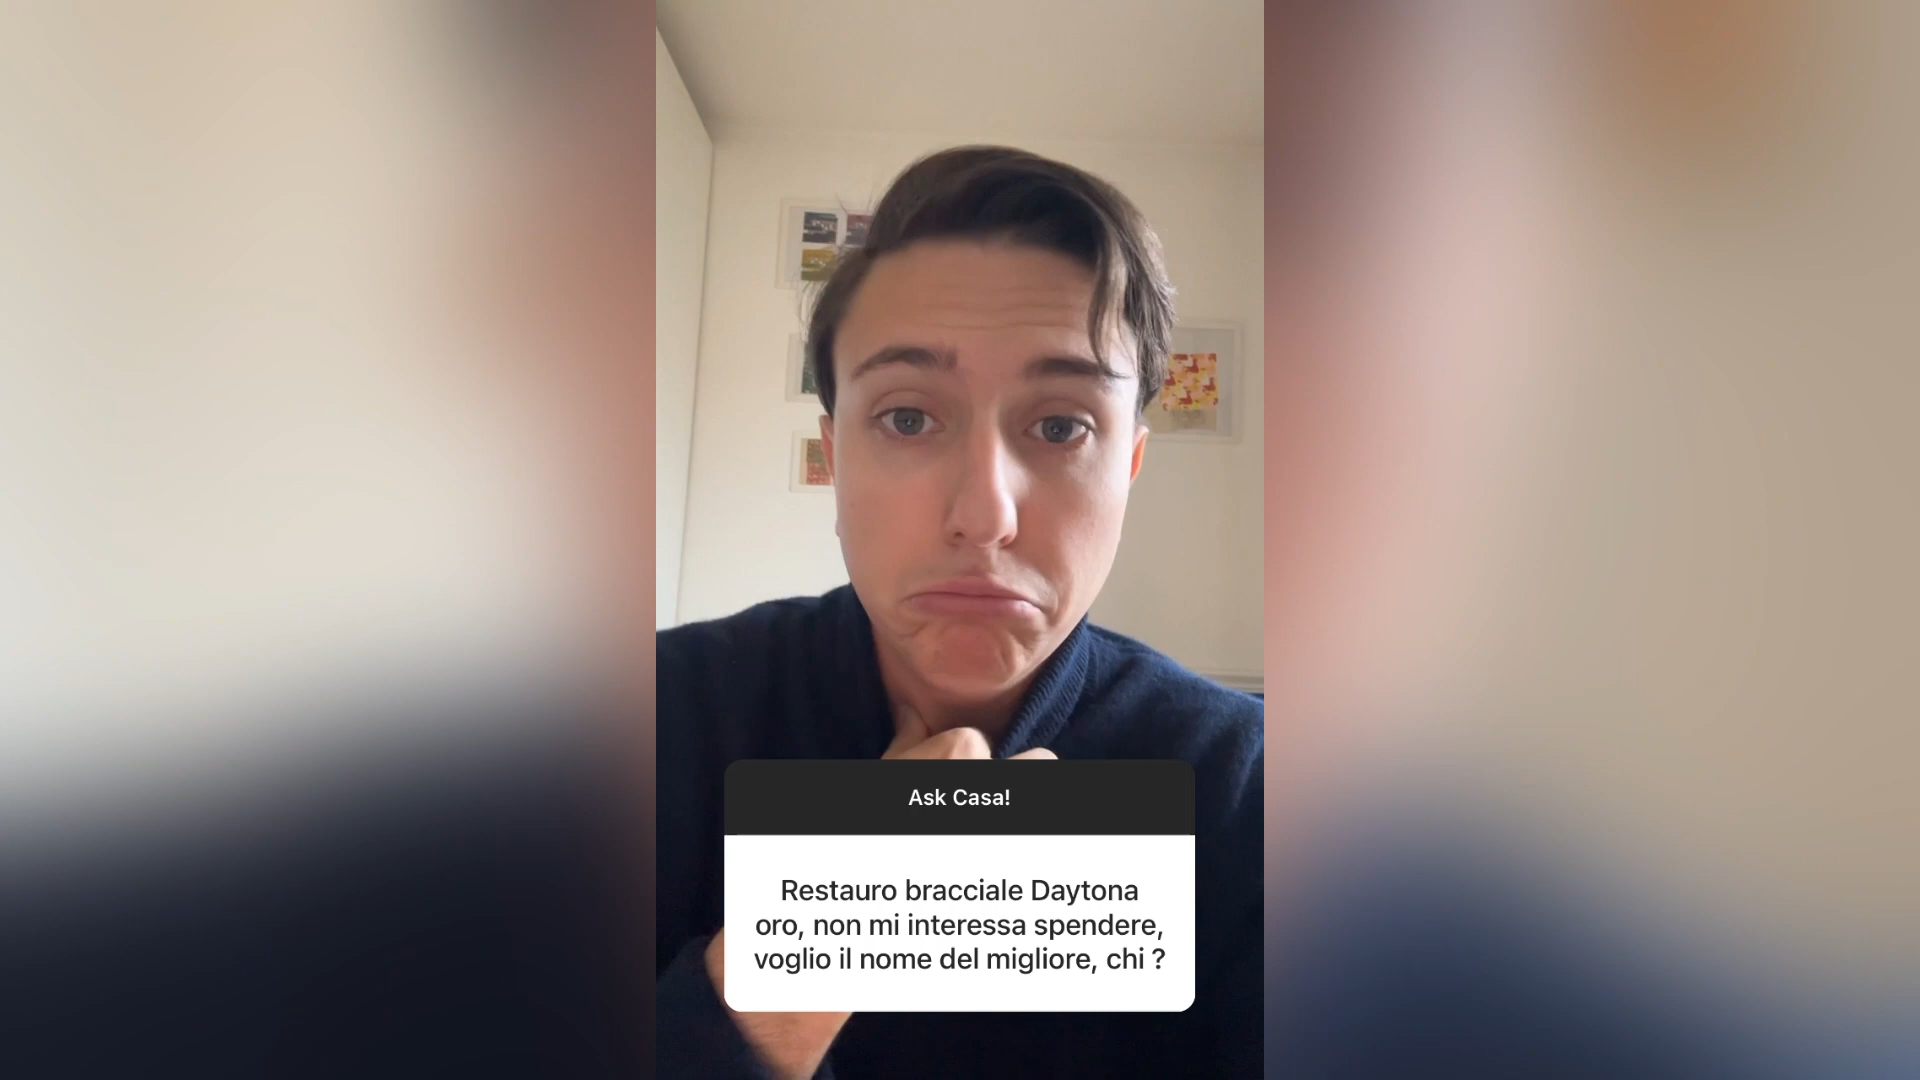 Ask Casa!
Restauro bracciale Daytona
oro, non mi interessa spendere,
voglio il nome del migliore, chi ?